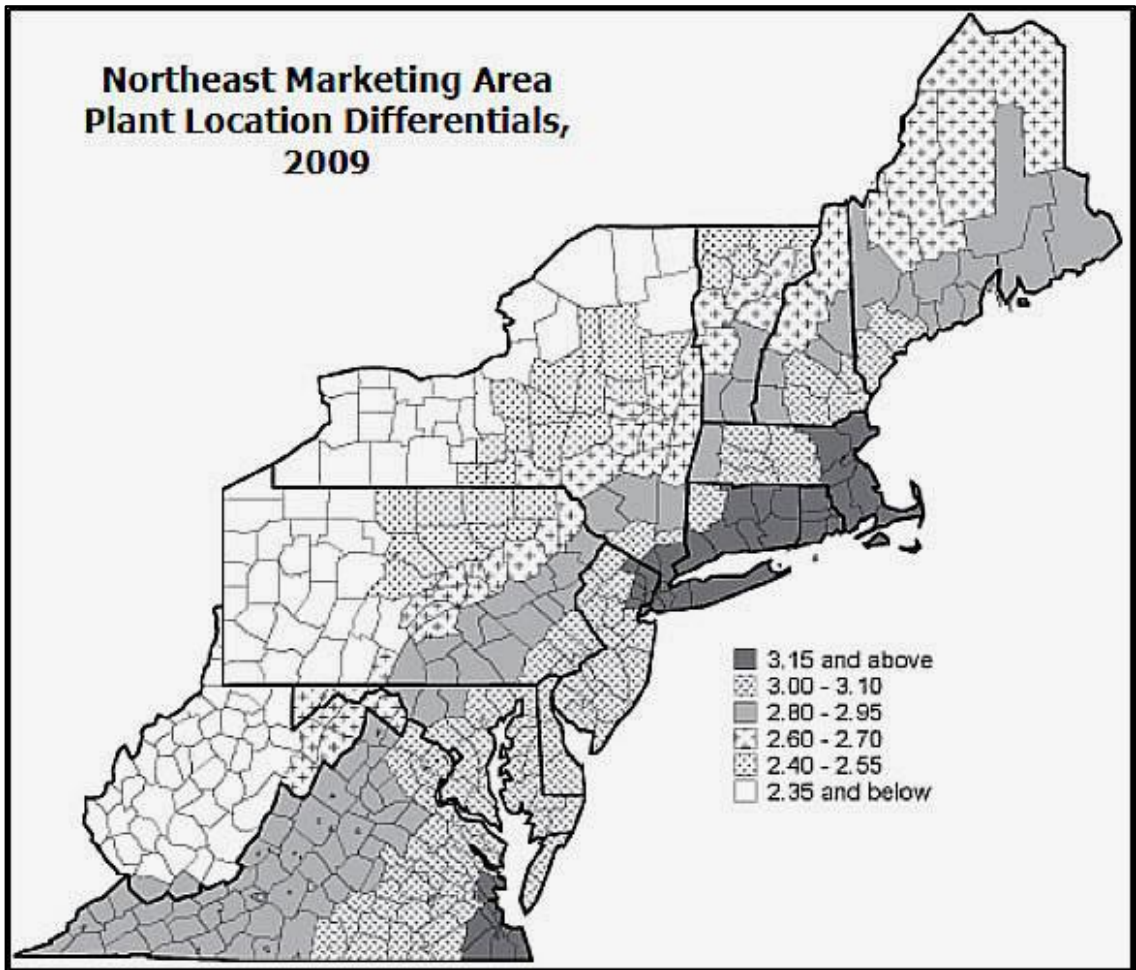 Northeast Marketing Area
Plant Location Differentials,
2009
3.15 and above
3.00 - 3.10
2.80 - 2.95
2.60 - 2.70
2.40 - 2.55
2.35 and below